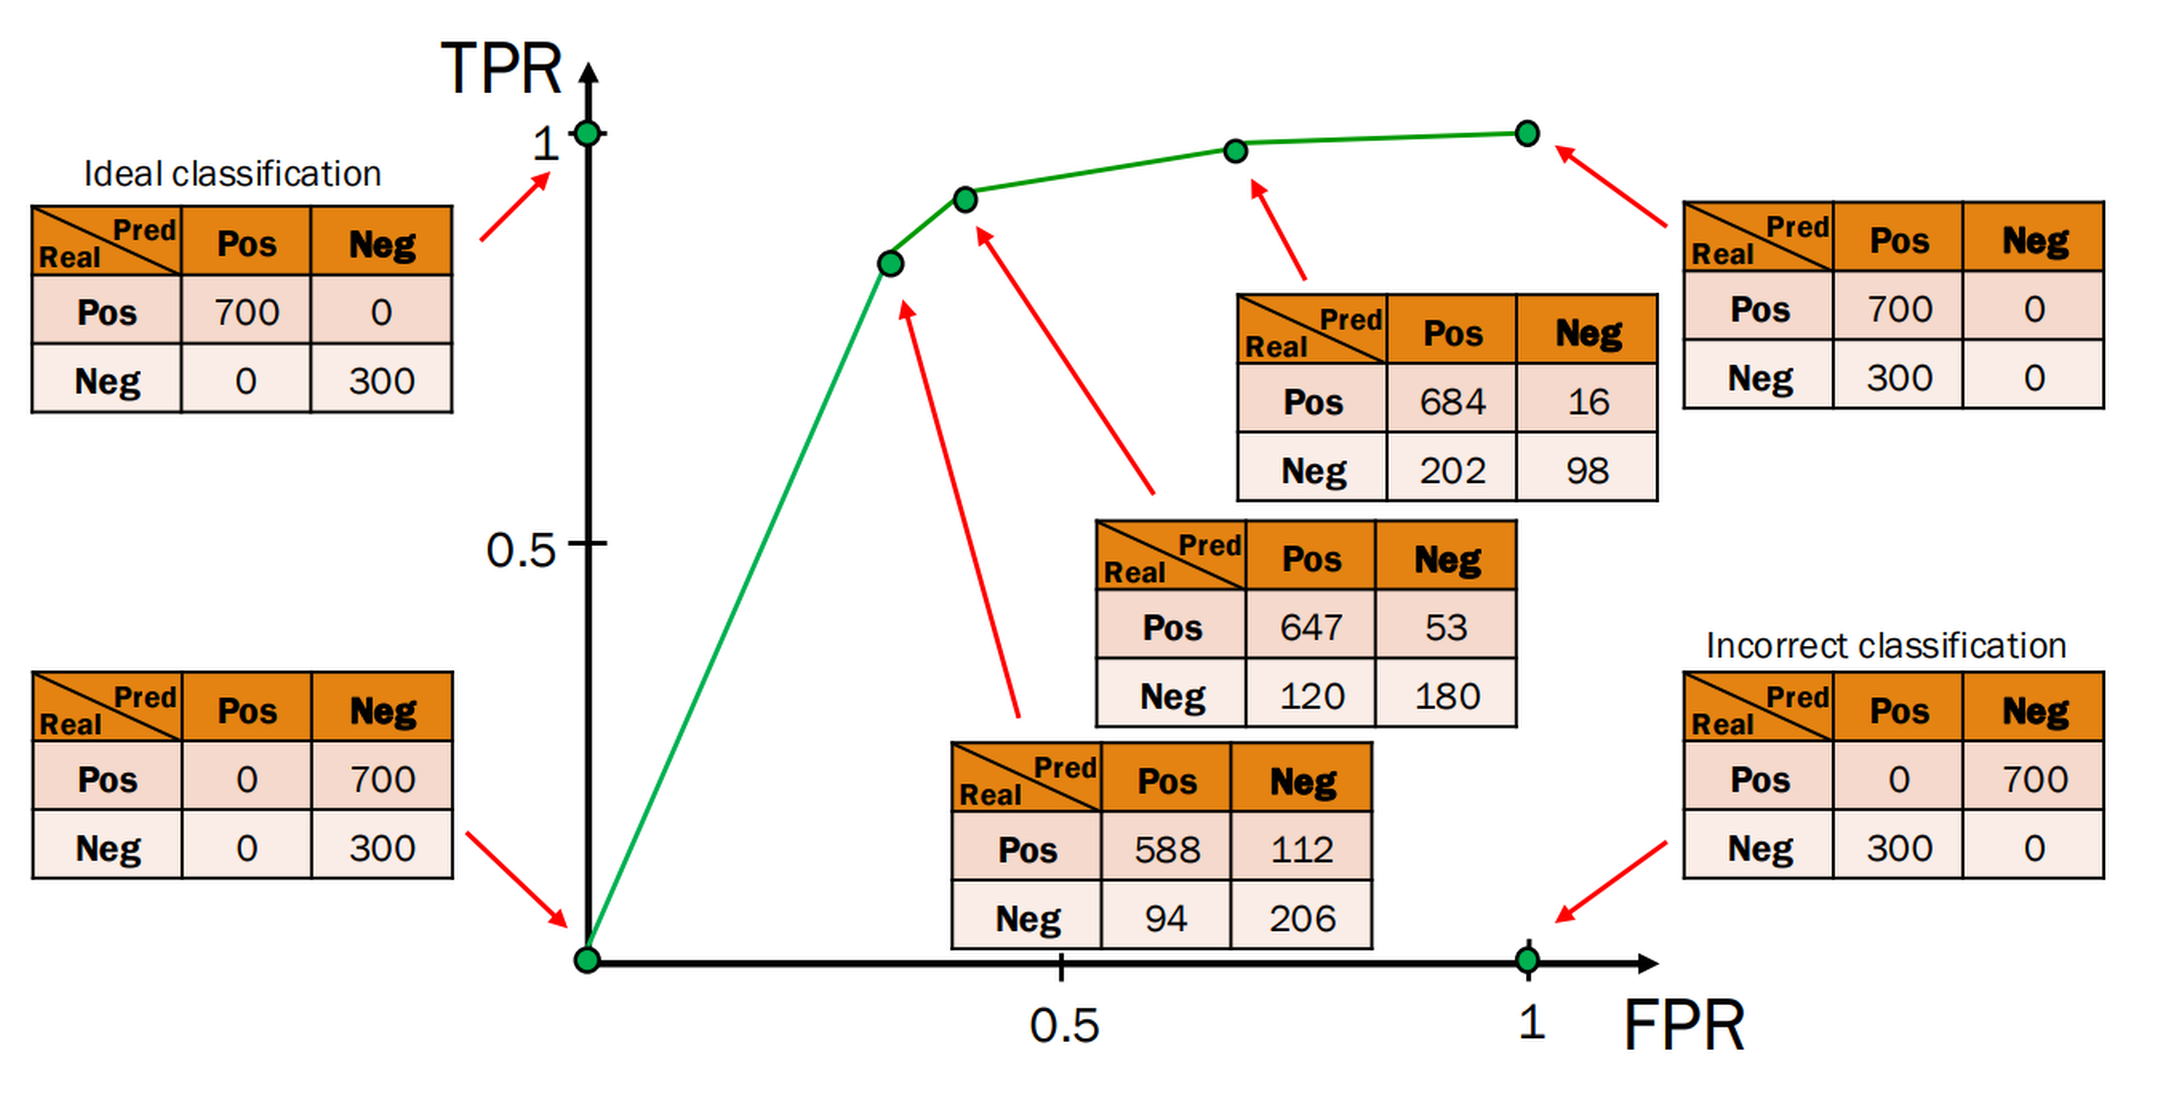 TPR
1
0.5
0.5
1
FPR
Ideal classification
Pred
Real
Pos Neg
Pos 700 0
Neg 0 300
Pred
Real
Pos Neg
Pos 0 700
Neg 0 300
Pred
Real
Pos Neg
Pos 588 112
Neg 94 206
Pred
Real
Pos Neg
Pos 647 53
Neg 120 180
Pred
Real
Pos Neg
Pos 684 16
Neg 202 98
Pred
Real
Pos Neg
Pos 700 0
Neg 300 0
Incorrect classification
Pred
Real
Pos Neg
Pos 0 700
Neg 300 0